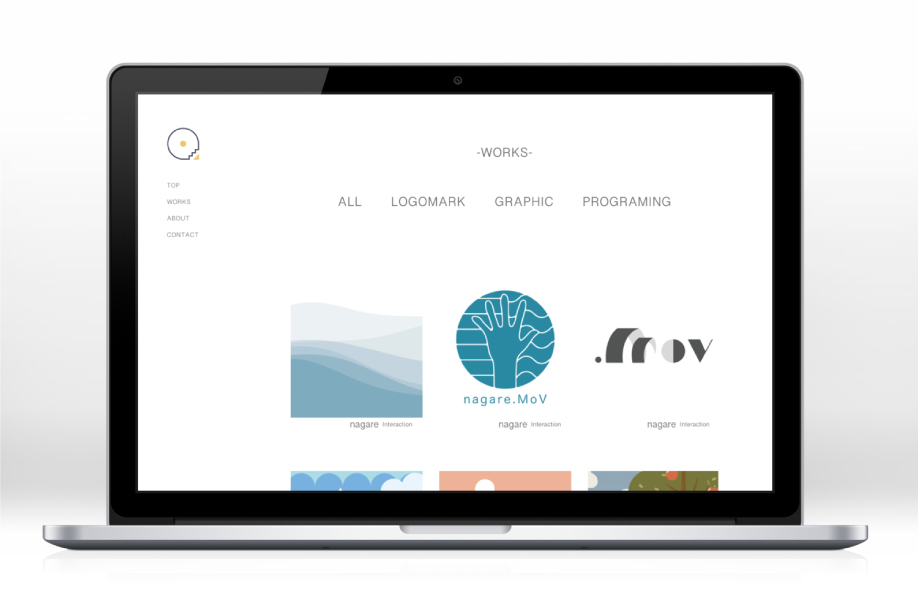 -WORKS-
TOP
WORKS
ABOUT
CONTACT
ALL LOGOMARK GRAPHIC PROGRAMING
nagare.MoV
.mov
nagare Interaction
nagare Interaction
nagare Interaction